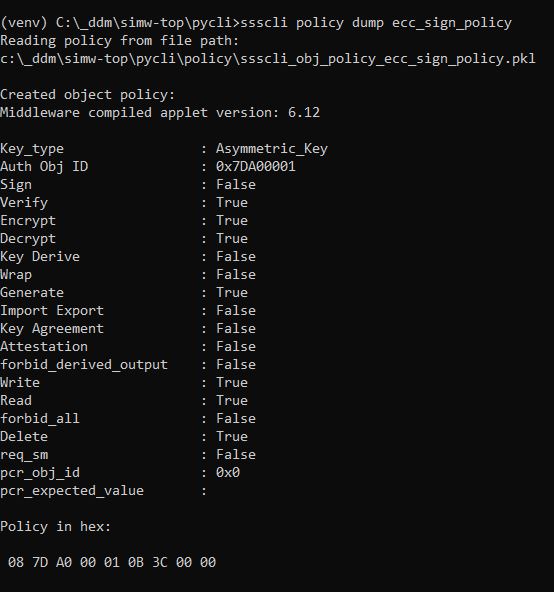 (venv) C:\_ddm\simw-top\pycli>ssscli policy dump ecc_sign_policy
Reading policy from file path:
c:\_ddm\simw-top\pycli\policy\ssscli_obj_policy_ecc_sign_policy.pkl
Created object policy:
Middleware compiled applet version: 6.12
Key_type : Asymmetric_Key
Auth Obj ID : 0x7DA00001
Sign : False
Verify : True
Encrypt : True
Decrypt : True
Key Derive : False
Wrap : False
Generate : True
Import Export : False
Key Agreement : False
Attestation : False
forbid_derived_output : False
Write : True
Read : True
forbid_all : False
Delete : True
req_sm : False
pcr_obj_id : 0x0
pcr_expected_value :
Policy in hex:
08 7D A0 00 01 0B 3C 00 00